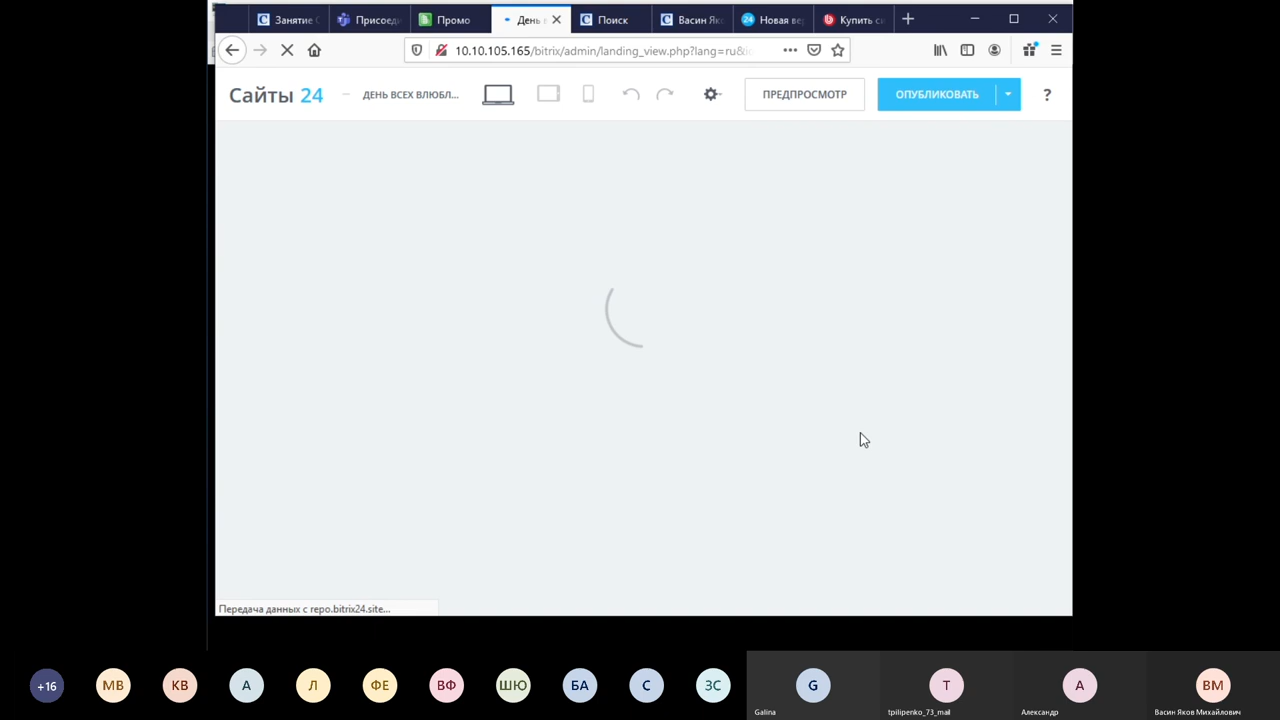 Занятие С
Присоеди
Промо
День в
Поиск
Васин Як
24 Новая ве
Купить си
10.10.105.165/bitrix/admin/landing_view.php?lang=ru&
Сайты 24
ДЕНЬ ВСЕХ ВЛЮБЛ...
ПРЕДПРОСМОТР
ОПУБЛИКОВАТЬ
?
Передача данных с repo.bitrix24.site...
+16
МВ
КВ
А
Л
ФЕ
ВФ
ШЮ
БА
С
ЗС
G
T
А
ВМ
Galina
tpilipenko_73_mail
Александр
Васин Яков Михайлович